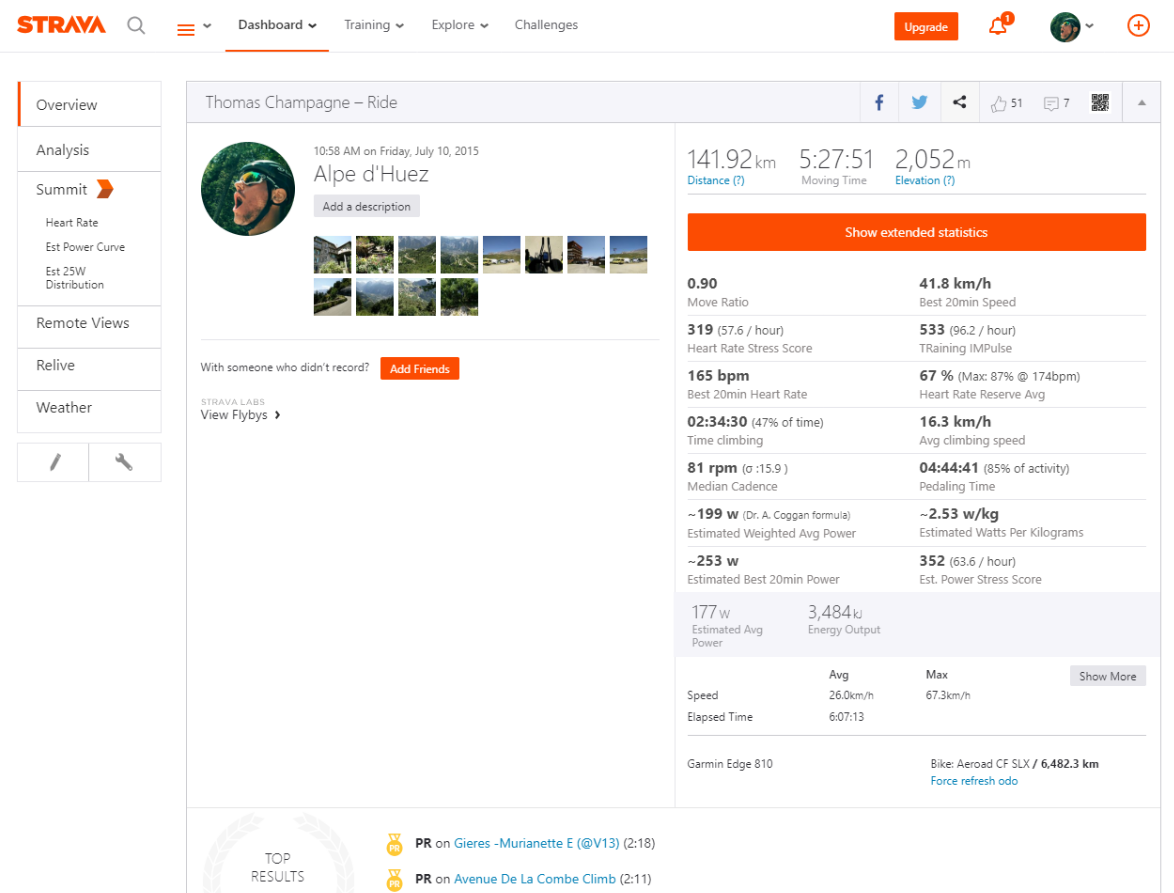 STRAVA
Dashboard
Training
Explore
Challenges
Upgrade
1
Overview
Analysis
Summit
Heart Rate
Est Power Curve
Est 25W
Distribution
Remote Views
Relive
Weather
Thomas Champagne – Ride
51
7
10:58 AM on Friday, July 10, 2015
Alpe d'Huez
Add a description
With someone who didn't record?
Add Friends
STRAVA LABS
View Flybys
141.92km 5:27:51 2,052m
Distance (?) Moving Time Elevation (?)
Show extended statistics
0.90 41.8 km/h
Move Ratio Best 20min Speed
319 (57.6 / hour) 533 (96.2 / hour)
Heart Rate Stress Score TRaining IMPulse
165 bpm 67 % (Max: 87% @ 174bpm)
Best 20min Heart Rate Heart Rate Reserve Avg
02:34:30 (47% of time) 16.3 km/h
Time climbing Avg climbing speed
81 rpm (σ :15.9 ) 04:44:41 (85% of activity)
Median Cadence Pedaling Time
~199 w (Dr. A. Coggan formula) ~2.53 w/kg
Estimated Weighted Avg Power Estimated Watts Per Kilograms
~253 w 352 (63.6 / hour)
Estimated Best 20min Power Est. Power Stress Score
177W 3,484kJ
Estimated Avg Energy Output
Power
Avg Max Show More
Speed 26.0km/h 67.3km/h
Elapsed Time 6:07:13
Garmin Edge 810 Bike: Aeroad CF SLX / 6,482.3 km
Force refresh odo
TOP
RESULTS
PR PR on Gieres -Murianette E (@V13) (2:18)
PR PR on Avenue De La Combe Climb (2:11)